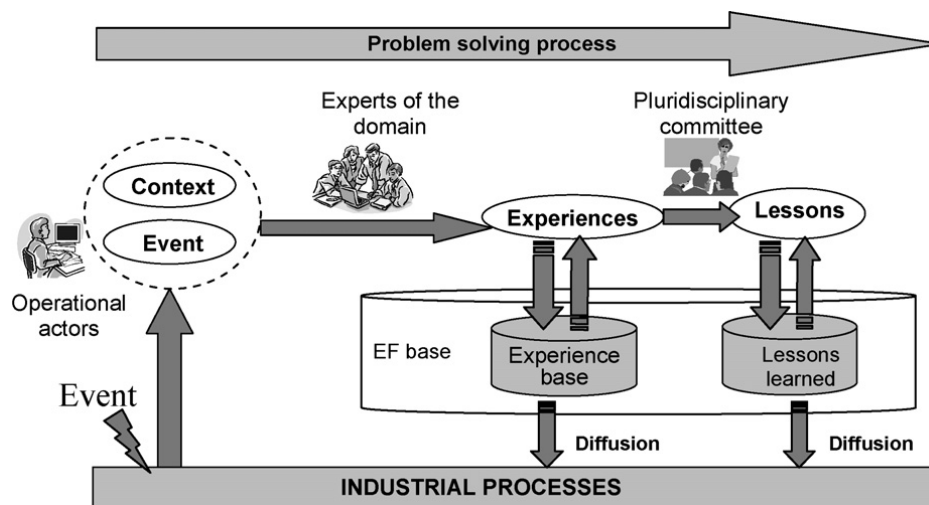 Problem solving process
Experts of the
domain
Pluridisciplinary
committee
Context
Event
Experiences
Lessons
Operational
actors
EF base
Experience
base
Lessons
learned
Event
Diffusion
Diffusion
INDUSTRIAL PROCESSES